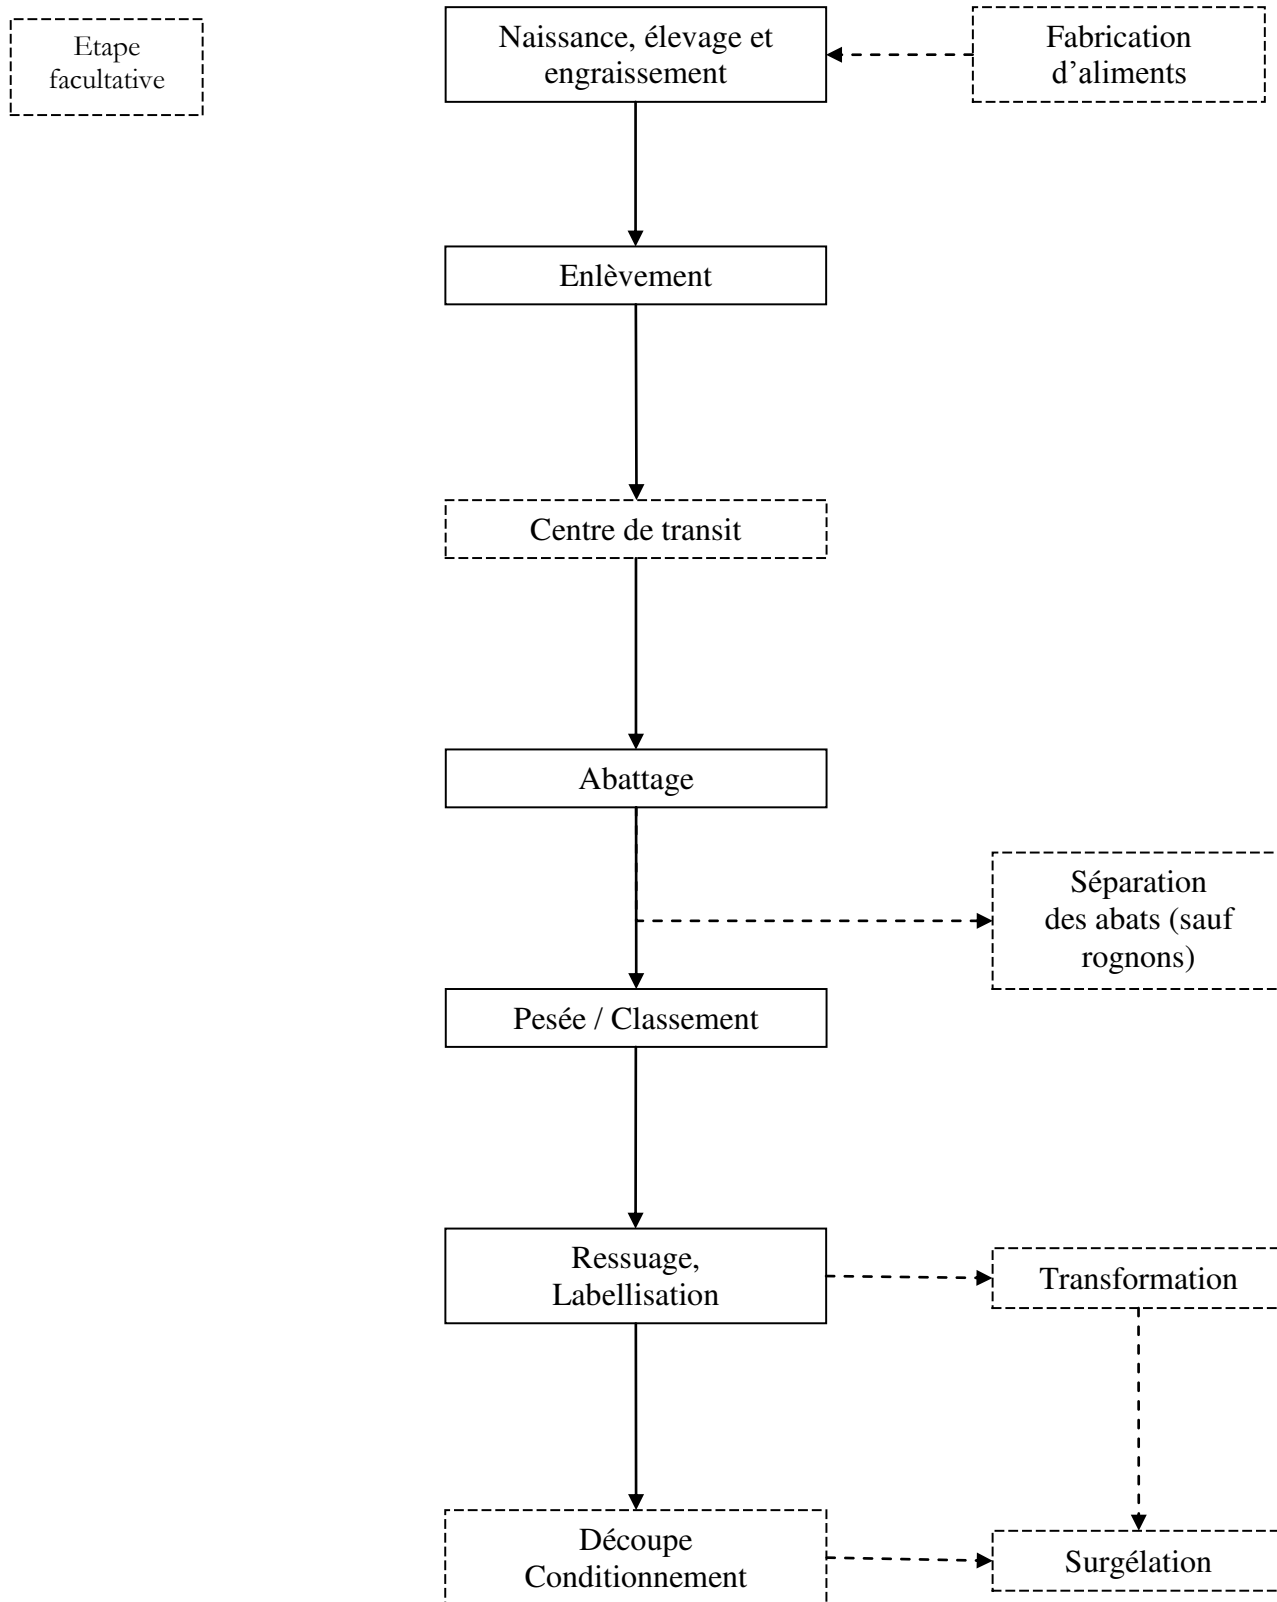 Etape
facultative
Naissance, élevage et
engraissement
Fabrication
d’aliments
Enlèvement
Centre de transit
Abattage
Séparation
des abats (sauf
rognons)
Pesée / Classement
Ressuage,
Labellisation
Transformation
Découpe
Conditionnement
Surgélation